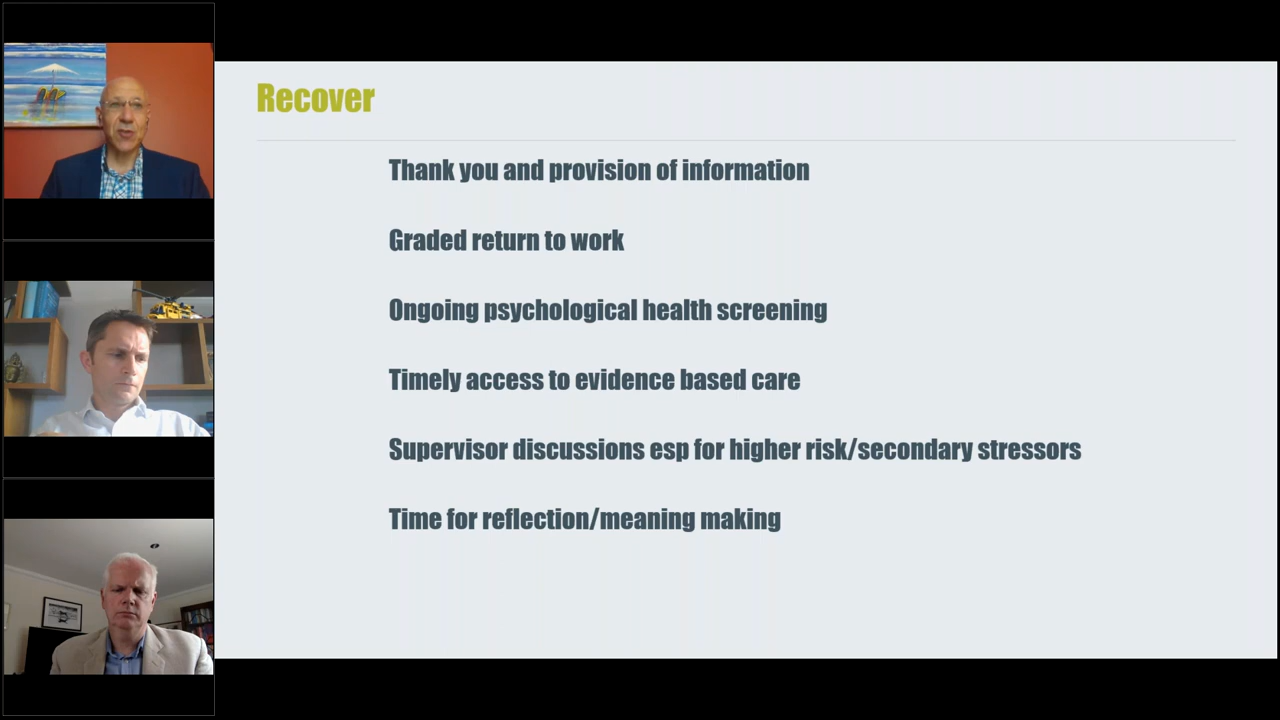 Recover
Thank you and provision of information
Graded return to work
Ongoing psychological health screening
Timely access to evidence based care
Supervisor discussions esp for higher risk/secondary stressors
Time for reflection/meaning making